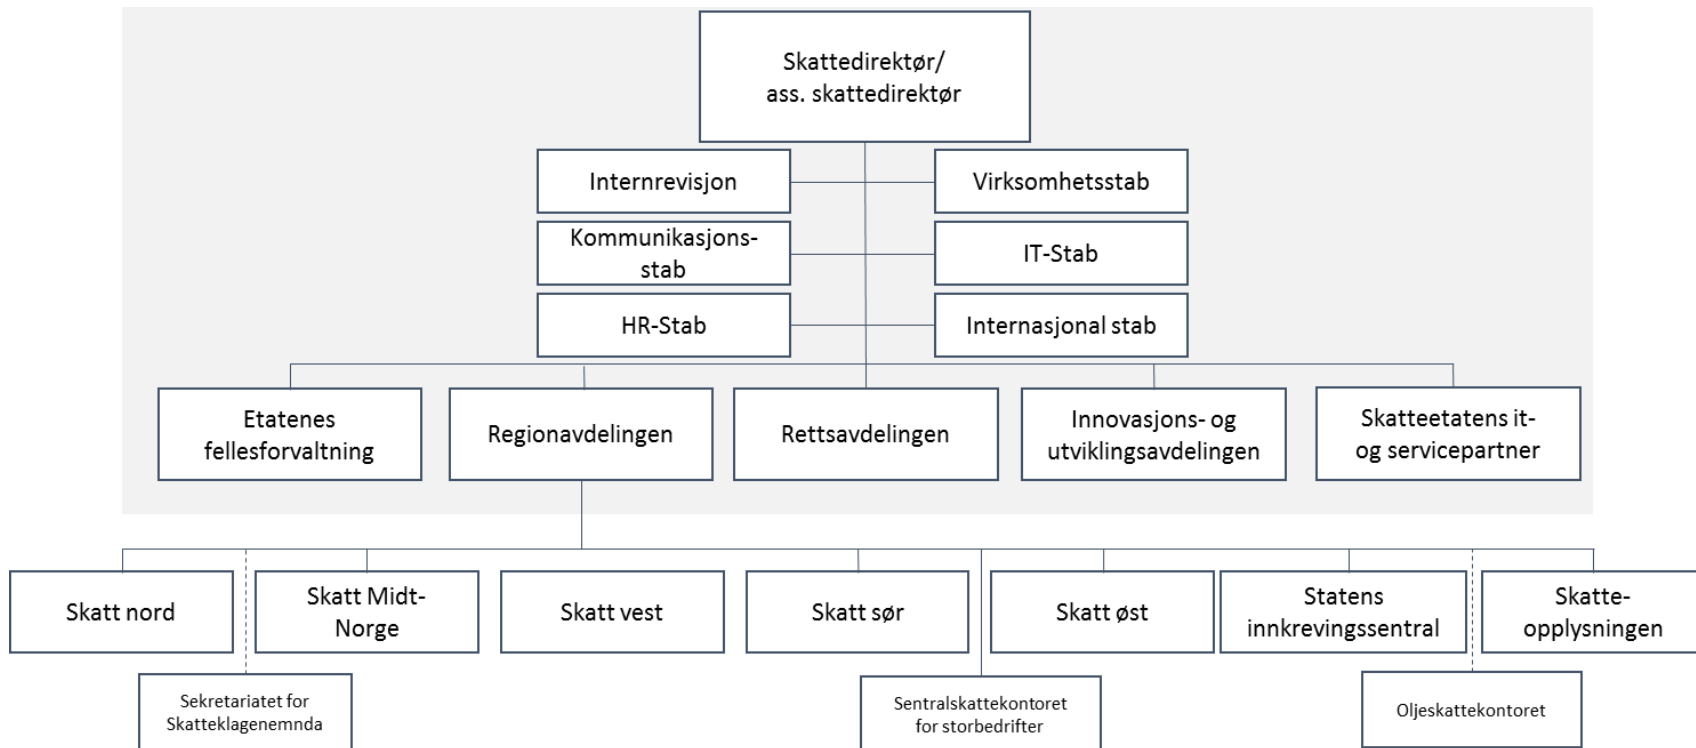 Skattedirektør/
ass. skattedirektør
Internrevisjon
Virksomhetsstab
Kommunikasjons-
stab
IT-Stab
HR-Stab
Internasjonal stab
Etatenes
fellesforvaltning
Regionavdelingen
Rettsavdelingen
Innovasjons- og
utviklingsavdelingen
Skatteetatens it-
og servicepartner
Skatt nord
Skatt Midt-
Norge
Skatt vest
Skatt sør
Skatt øst
Statens
innkrevingssentral
Skatte-
opplysningen
Sekretariatet for
Skatteklagenemnda
Sentralskattekontoret
for storbedrifter
Oljeskattekontoret